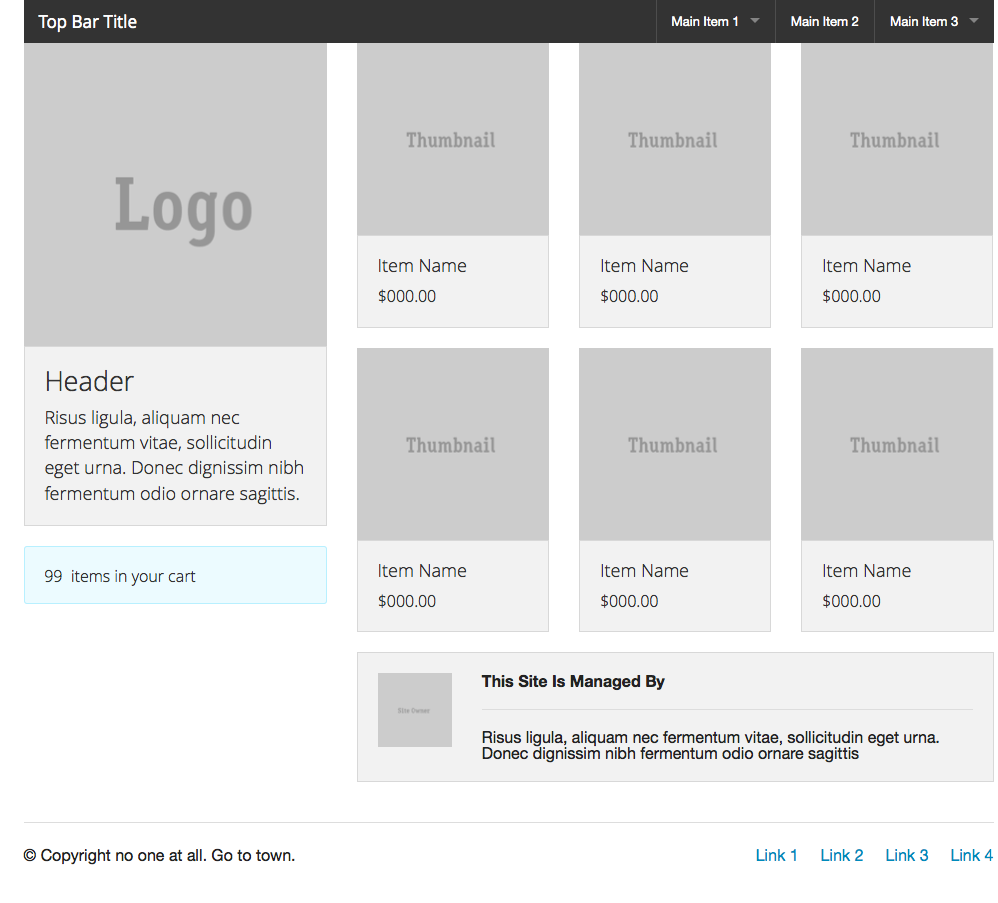 Top Bar Title
Main Item 1
Main Item 2
Main Item 3
Logo
Header
Risus ligula, aliquam nec
fermentum vitae, sollicitudin
eget urna. Donec dignissim nibh
fermentum odio ornare sagittis.
99 items in your cart
Thumbnail
Thumbnail
Thumbnail
Item Name
$000.00
Item Name
$000.00
Item Name
$000.00
Thumbnail
Thumbnail
Thumbnail
Item Name
$000.00
Item Name
$000.00
Item Name
$000.00
Site Owner
This Site Is Managed By
Risus ligula, aliquam nec fermentum vitae, sollicitudin eget urna.
Donec dignissim nibh fermentum odio ornare sagittis
© Copyright no one at all. Go to town.
Link 1
Link 2
Link 3
Link 4